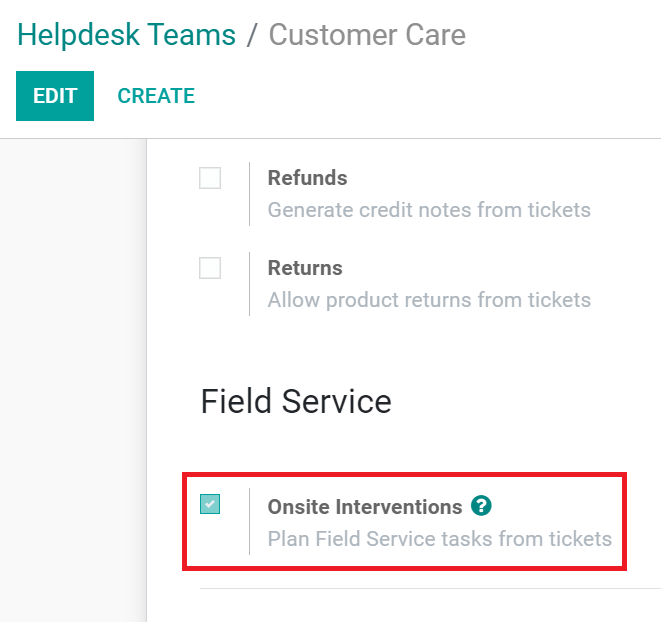 Helpdesk Teams / Customer Care
EDIT CREATE
Refunds
Generate credit notes from tickets
Returns
Allow product returns from tickets
Field Service
Onsite Interventions ?
Plan Field Service tasks from tickets